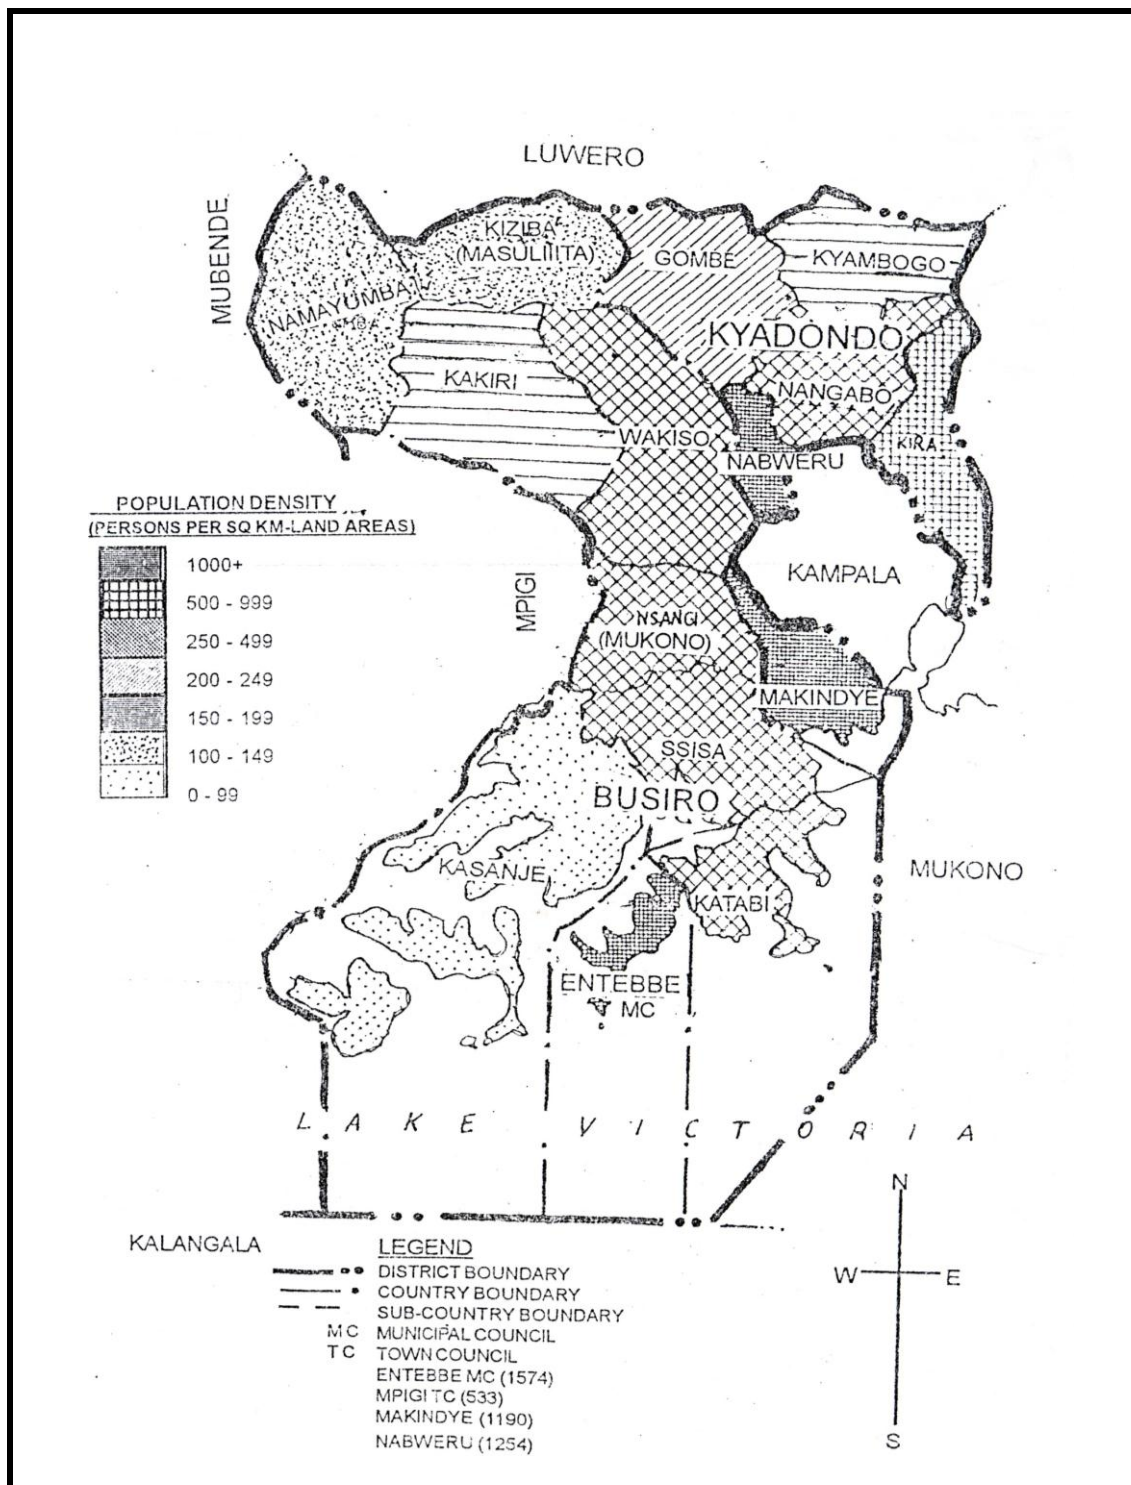 LUWERO
MUBENDE
KIZIBA
(MASULIIITA)
GOMBE
KYAMBOGO
NAMAYUMBA
KYADONDO
KAKIRI
NANGABO
WAKISO
KIRA
NABWERU
POPULATION DENSITY
(PERSONS PER SQ KM-LAND AREAS)
1000+
500 - 999
250 - 499
200 - 249
150 - 199
100 - 149
0 - 99
KAMPALA
MPIGI
NSANGI
(MUKONO)
MAKINDYE
SSISA
BUSIRO
KASANJE
MUKONO
KATABI
ENTEBBE
MC
LAKE VICTORIA
N
W E
S
KALANGALA
LEGEND
DISTRICT BOUNDARY
COUNTRY BOUNDARY
SUB-COUNTRY BOUNDARY
MC MUNICIPAL COUNCIL
TC TOWN COUNCIL
ENTEBBE MC (1574)
MPIGI TC (533)
MAKINDYE (1190)
NABWERU (1254)